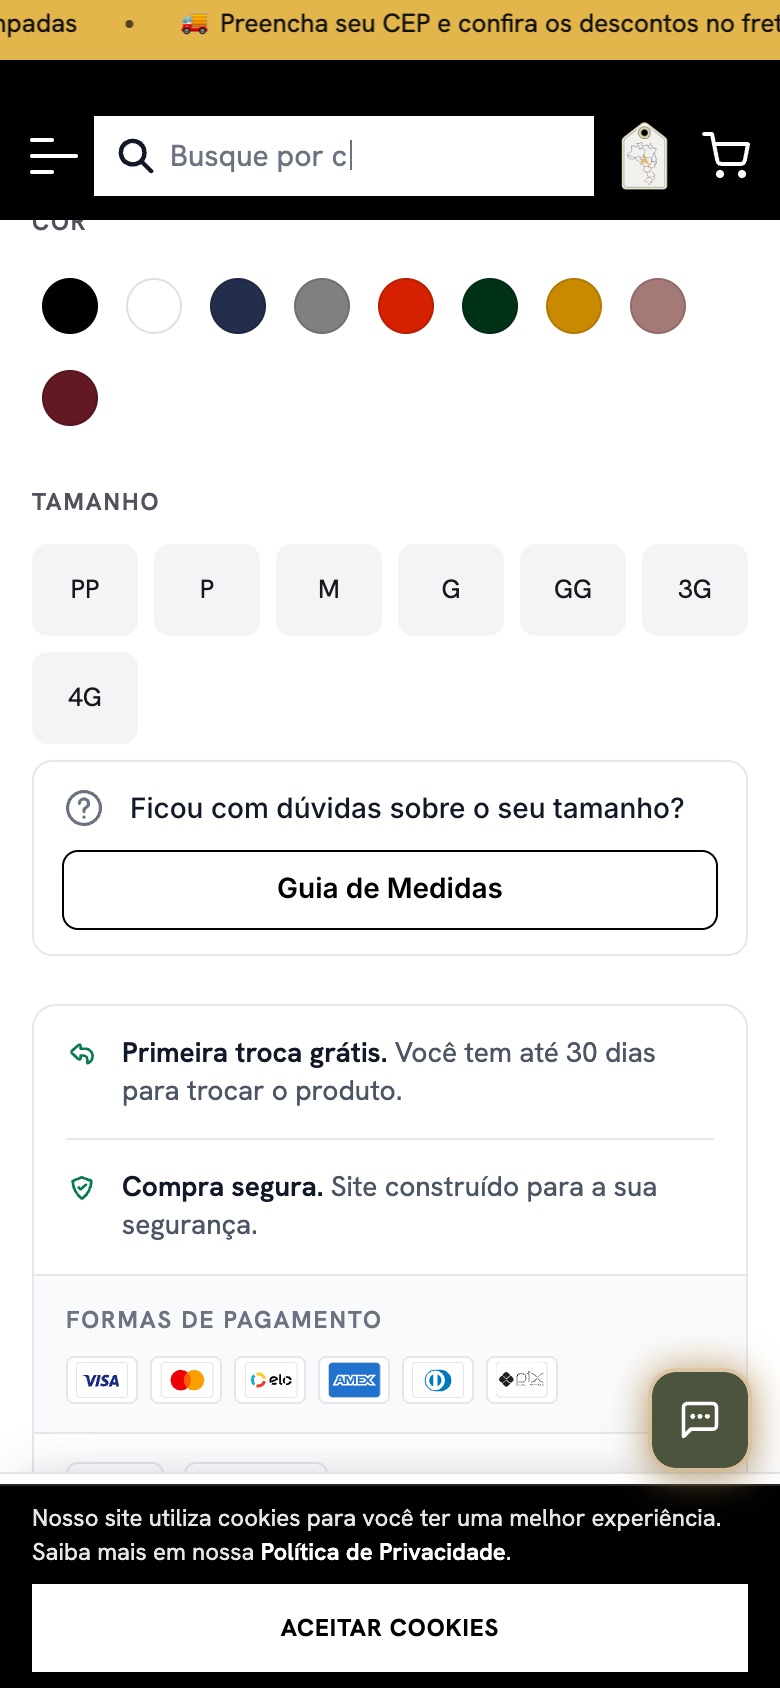 mpadas • 🚚 Preencha seu CEP e confira os descontos no fret
Busque por c
COR
TAMANHO
PP P M G GG 3G
4G
Ficou com dúvidas sobre o seu tamanho?
Guia de Medidas
Primeira troca grátis. Você tem até 30 dias
para trocar o produto.
Compra segura. Site construído para a sua
segurança.
FORMAS DE PAGAMENTO
VISA elo AMEX pix
Nosso site utiliza cookies para você ter uma melhor experiência.
Saiba mais em nossa Política de Privacidade.
ACEITAR COOKIES